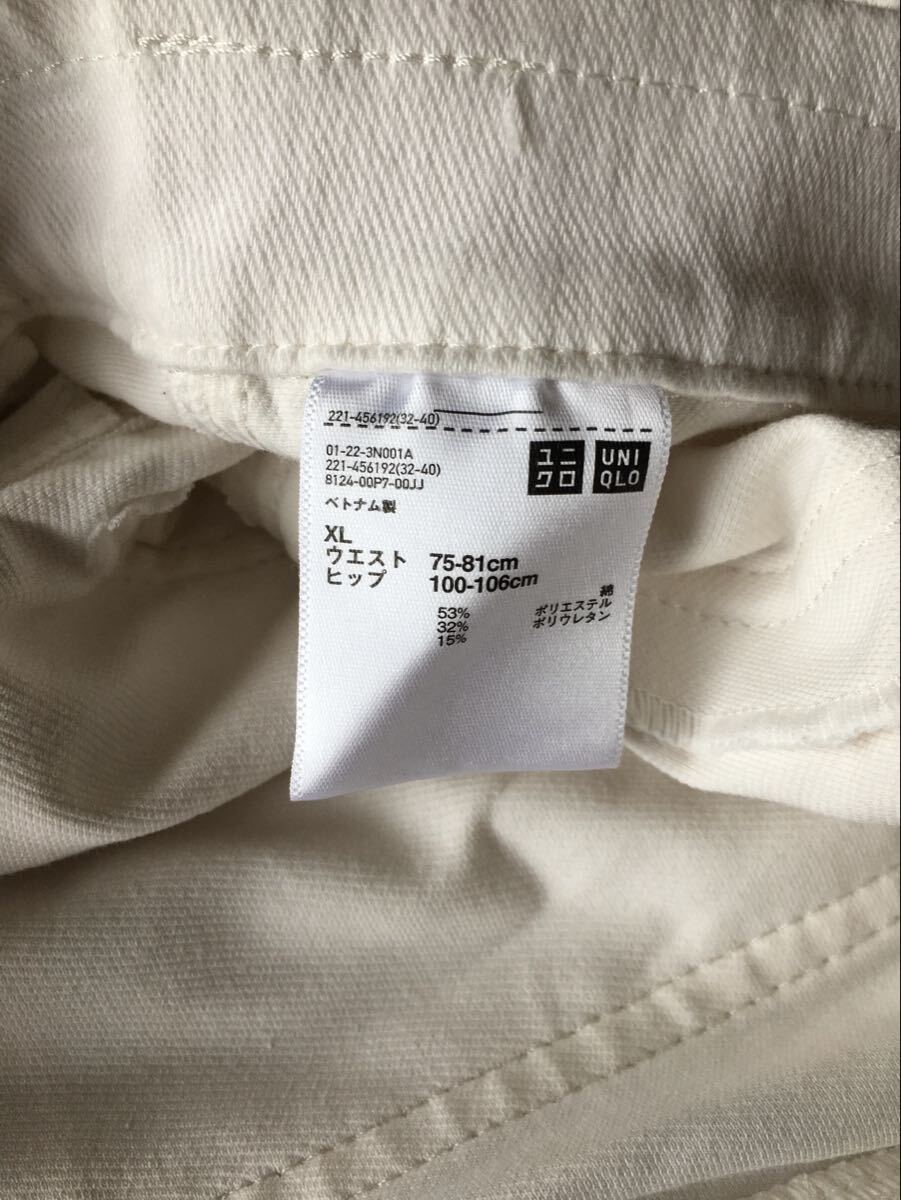 221-456192(32-40)
01-22-3N001A
221-456192(32-40)
8124-00P7-00JJ
ユニ
クロ
UNI
QLO
ベトナム製
XL
ウエスト 75-81cm
ヒップ 100-106cm
53% 綿
32% ポリエステル
15% ポリウレタン